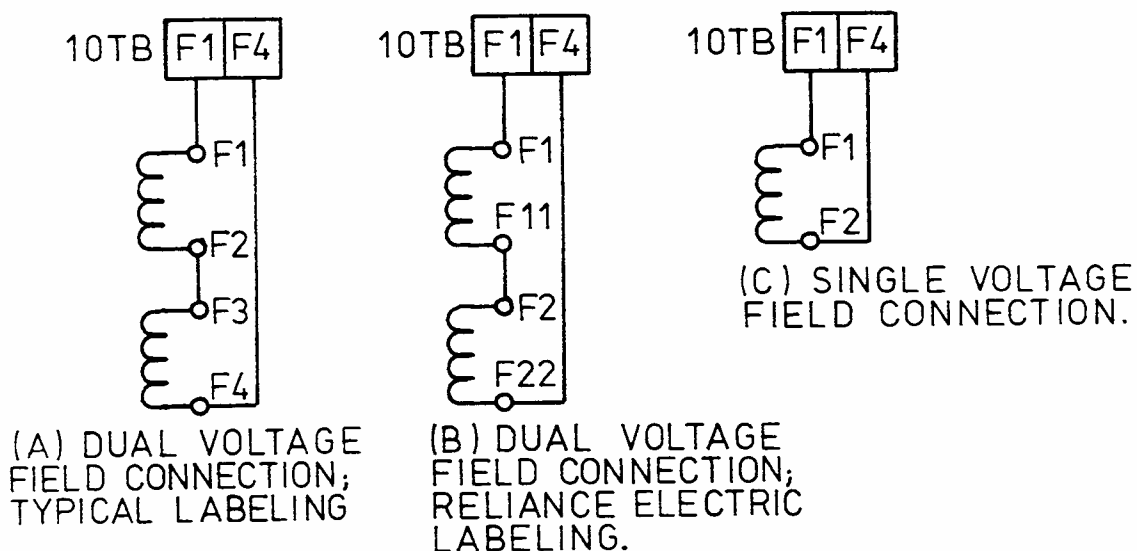 10TB F1 F4
F1
F2
F3
F4
(A) DUAL VOLTAGE
FIELD CONNECTION;
TYPICAL LABELING
10TB F1 F4
F1
F11
F2
F22
(B) DUAL VOLTAGE
FIELD CONNECTION;
RELIANCE ELECTRIC
LABELING.
10TB F1 F4
F1
F2
(C) SINGLE VOLTAGE
FIELD CONNECTION.